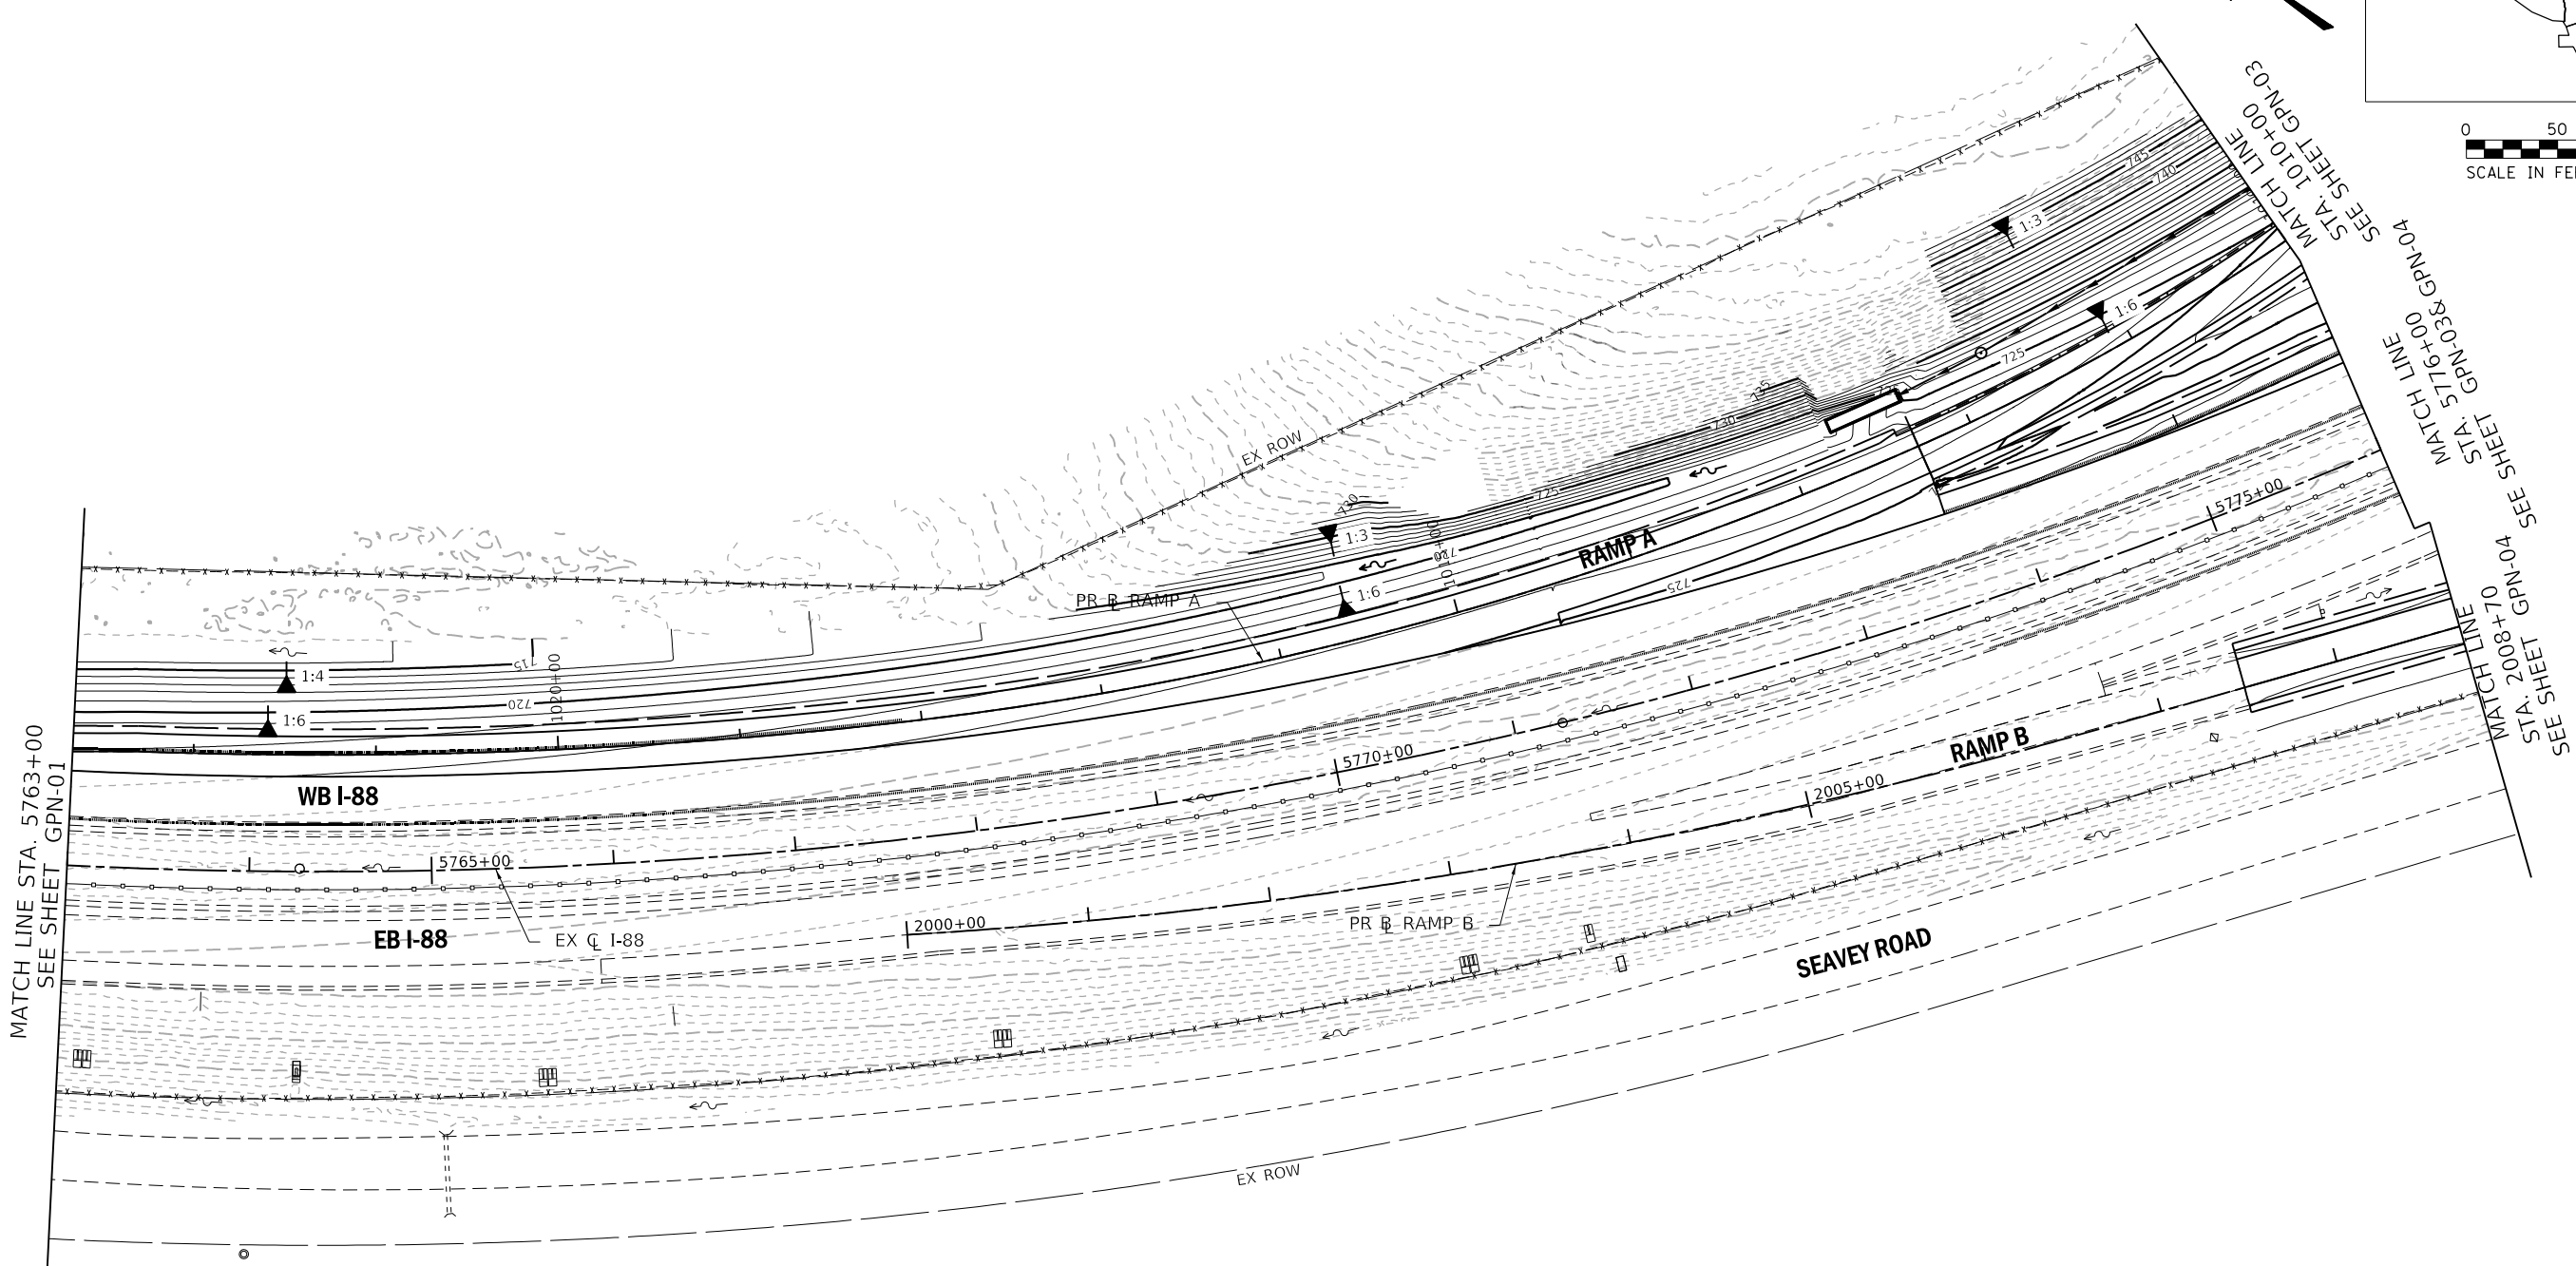 0 50
SCALE IN FE
MATCH LINE
STA. 1010+00
SEE SHEET GPN-03
MATCH LINE
STA. 5776+00
SEE SHEET GPN-03& GPN-04
MATCH LINE
STA. 2008+70
SEE SHEET GPN-04
745
740
1:3
1:6
725
735
730
725
EX ROW
730
1:3
720
RAMP A
5775+00
725
1:6
PR ℄ RAMP A
715
1:4
1020+00
720
1:6
RAMP B
2005+00
5770+00
WB I-88
5765+00
2000+00
PR ℄ RAMP B
EB I-88
EX ℄ I-88
SEAVEY ROAD
EX ROW
MATCH LINE STA. 5763+00
SEE SHEET GPN-01